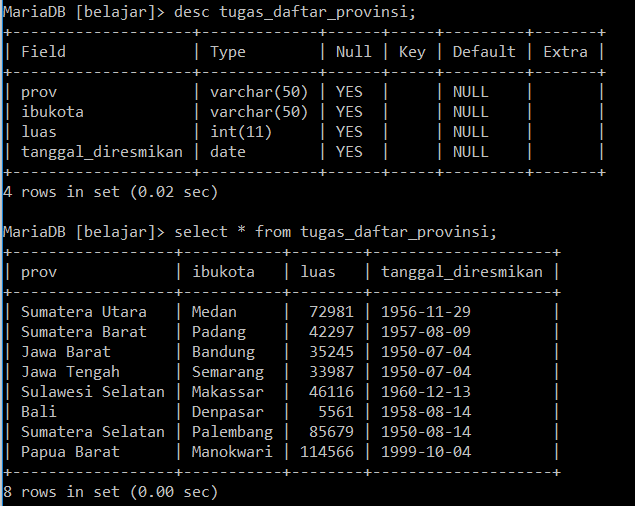 MariaDB [belajar]> desc tugas_daftar_provinsi;
+--------------------+-------------+------+-----+---------+-------+
| Field              | Type        | Null | Key | Default | Extra |
+--------------------+-------------+------+-----+---------+-------+
| prov               | varchar(50) | YES  |     | NULL    |       |
| ibukota            | varchar(50) | YES  |     | NULL    |       |
| luas               | int(11)     | YES  |     | NULL    |       |
| tanggal_diresmikan | date        | YES  |     | NULL    |       |
+--------------------+-------------+------+-----+---------+-------+
4 rows in set (0.02 sec)

MariaDB [belajar]> select * from tugas_daftar_provinsi;
+------------------+-----------+--------+--------------------+
| prov             | ibukota   | luas   | tanggal_diresmikan |
+------------------+-----------+--------+--------------------+
| Sumatera Utara   | Medan     |  72981 | 1956-11-29         |
| Sumatera Barat   | Padang    |  42297 | 1957-08-09         |
| Jawa Barat       | Bandung   |  35245 | 1950-07-04         |
| Jawa Tengah      | Semarang  |  33987 | 1950-07-04         |
| Sulawesi Selatan | Makassar  |  46116 | 1960-12-13         |
| Bali             | Denpasar  |   5561 | 1958-08-14         |
| Sumatera Selatan | Palembang |  85679 | 1950-08-14         |
| Papua Barat      | Manokwari | 114566 | 1999-10-04         |
+------------------+-----------+--------+--------------------+
8 rows in set (0.00 sec)